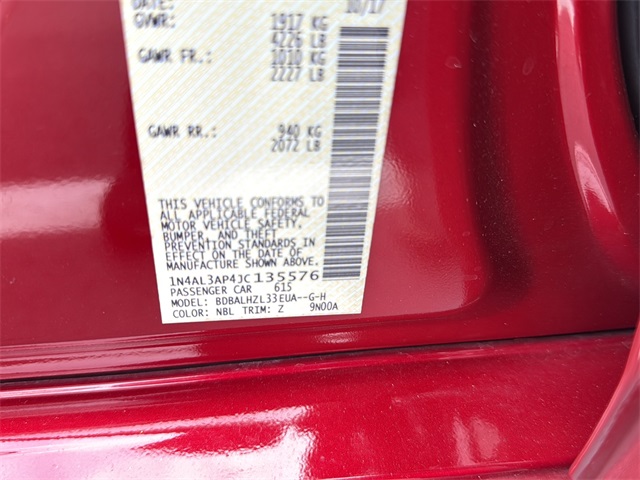 DATE: 10/17
GVWR: 1917 KG
4226 LB
GAWR FR.: 1010 KG
2227 LB
GAWR RR.: 940 KG
2072 LB
THIS VEHICLE CONFORMS TO
ALL APPLICABLE FEDERAL
MOTOR VEHICLE SAFETY,
BUMPER, AND THEFT
PREVENTION STANDARDS IN
EFFECT ON THE DATE OF
MANUFACTURE SHOWN ABOVE.
1N4AL3AP4JC135576
PASSENGER CAR 615
MODEL: BDBALHZL33EUA--G-H
COLOR: NBL TRIM: Z 9N00A